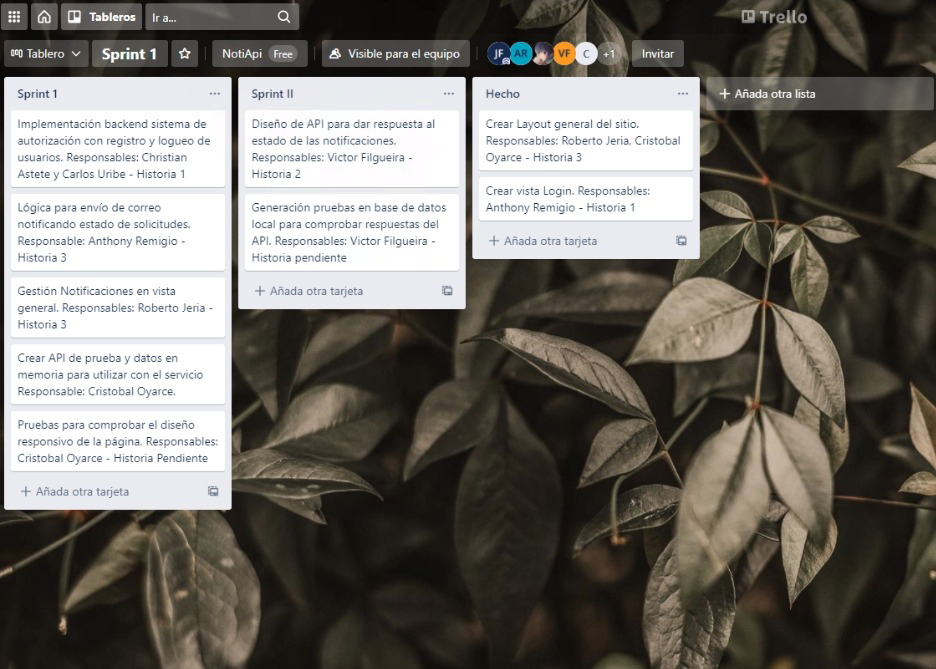 Tableros
Ir a...
Trello
Tablero
Sprint 1
NotiApi Free
Visible para el equipo
JF
AR
VF
C
+1
Invitar
Sprint 1
Implementación backend sistema de
autorización con registro y logueo de
usuarios. Responsables: Christian
Astete y Carlos Uribe - Historia 1
Lógica para envío de correo
notificando estado de solicitudes.
Responsable: Anthony Remigio -
Historia 3
Gestión Notificaciones en vista
general. Responsables: Roberto Jeria -
Historia 3
Crear API de prueba y datos en
memoria para utilizar con el servicio
Responsable: Cristobal Oyarce.
Pruebas para comprobar el diseño
responsivo de la página. Responsables:
Cristobal Oyarce - Historia Pendiente
Añada otra tarjeta
Sprint II
Diseño de API para dar respuesta al
estado de las notificaciones.
Responsables: Victor Filgueira -
Historia 2
Generación pruebas en base de datos
local para comprobar respuestas del
API. Responsables: Victor Filgueira -
Historia pendiente
Añada otra tarjeta
Hecho
Crear Layout general del sitio.
Responsables: Roberto Jeria, Cristobal
Oyarce - Historia 3
Crear vista Login. Responsables:
Anthony Remigio - Historia 1
Añada otra tarjeta
Añada otra lista